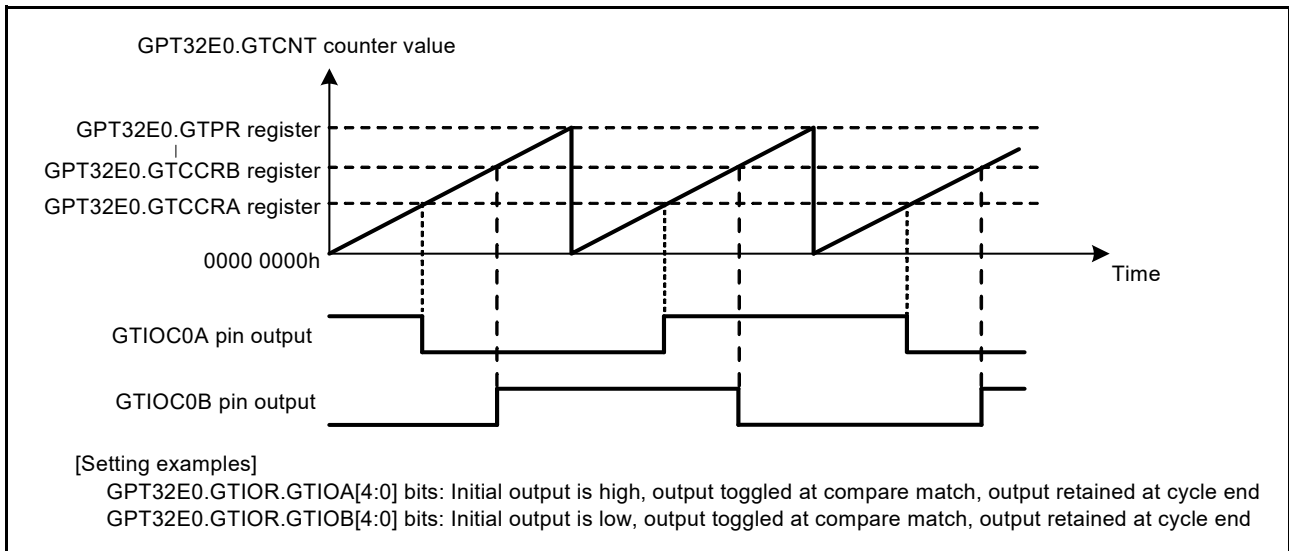 GPT32E0.GTCNT counter value
GPT32E0.GTPR register
GPT32E0.GTCCRB register
GPT32E0.GTCCRA register
0000 0000h
Time
GTIOC0A pin output
GTIOC0B pin output
[Setting examples]
GPT32E0.GTIOR.GTIOA[4:0] bits: Initial output is high, output toggled at compare match, output retained at cycle end
GPT32E0.GTIOR.GTIOB[4:0] bits: Initial output is low, output toggled at compare match, output retained at cycle end